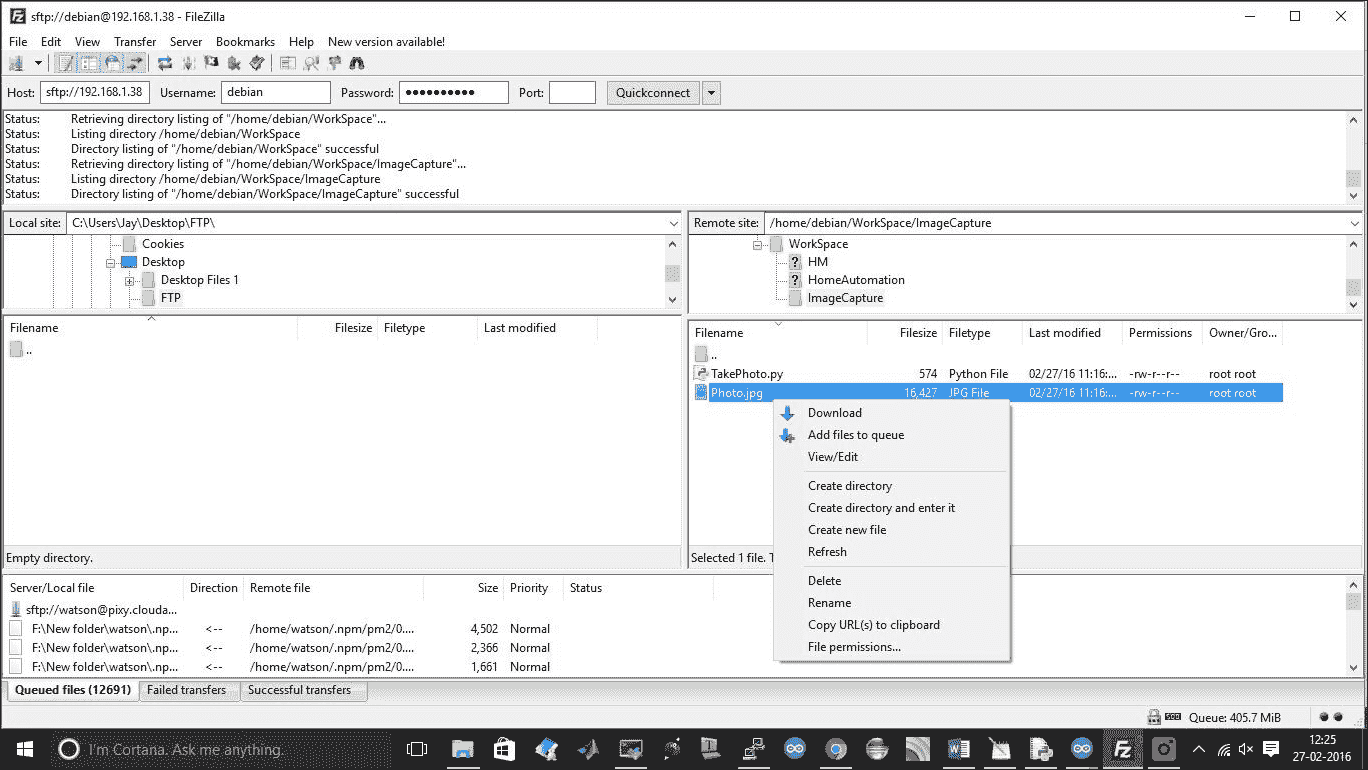 sftp://debian@192.168.1.38 - FileZilla
File Edit View Transfer Server Bookmarks Help New version available!
Host: sftp://192.168.1.38 Username: debian Password: ●●●●●●●●●● Port: Quickconnect
Status: Retrieving directory listing of "/home/debian/WorkSpace"...
Status: Listing directory /home/debian/WorkSpace
Status: Directory listing of "/home/debian/WorkSpace" successful
Status: Retrieving directory listing of "/home/debian/WorkSpace/ImageCapture"...
Status: Listing directory /home/debian/WorkSpace/ImageCapture
Status: Directory listing of "/home/debian/WorkSpace/ImageCapture" successful
Local site: C:\Users\Jay\Desktop\FTP\
Cookies
Desktop
Desktop Files 1
FTP
Filename Filesize Filetype Last modified
..
Empty directory.
Remote site: /home/debian/WorkSpace/ImageCapture
WorkSpace
? HM
? HomeAutomation
ImageCapture
Filename Filesize Filetype Last modified Permissions Owner/Gro...
..
TakePhoto.py 574 Python File 02/27/16 11:16:... -rw-r--r-- root root
Photo.jpg 16,427 JPG File 02/27/16 11:16:... -rw-r--r-- root root
Selected 1 file. T
Download
Add files to queue
View/Edit
Create directory
Create directory and enter it
Create new file
Refresh
Delete
Rename
Copy URL(s) to clipboard
File permissions...
Server/Local file Direction Remote file Size Priority Status
sftp://watson@pixy.clouda...
F:\New folder\watson\.np... <-- /home/watson/.npm/pm2/0.... 4,502 Normal
F:\New folder\watson\.np... <-- /home/watson/.npm/pm2/0.... 2,366 Normal
F:\New folder\watson\.np... <-- /home/watson/.npm/pm2/0.... 1,661 Normal
Queued files (12691) Failed transfers Successful transfers
Queue: 405.7 MiB
I'm Cortana. Ask me anything.
12:25
27-02-2016